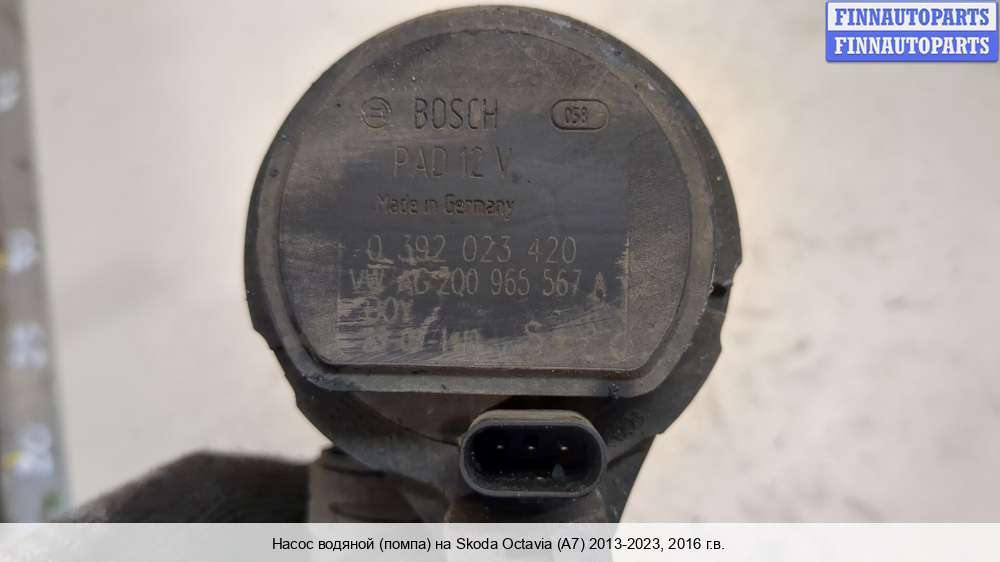 FINNAUTOPARTS
FINNAUTOPARTS
BOSCH 058
PAD 12 V
Made in Germany
0 392 023 420
VW AG 2Q0 965 567 A
Насос водяной (помпа) на Skoda Octavia (A7) 2013-2023, 2016 г.в.